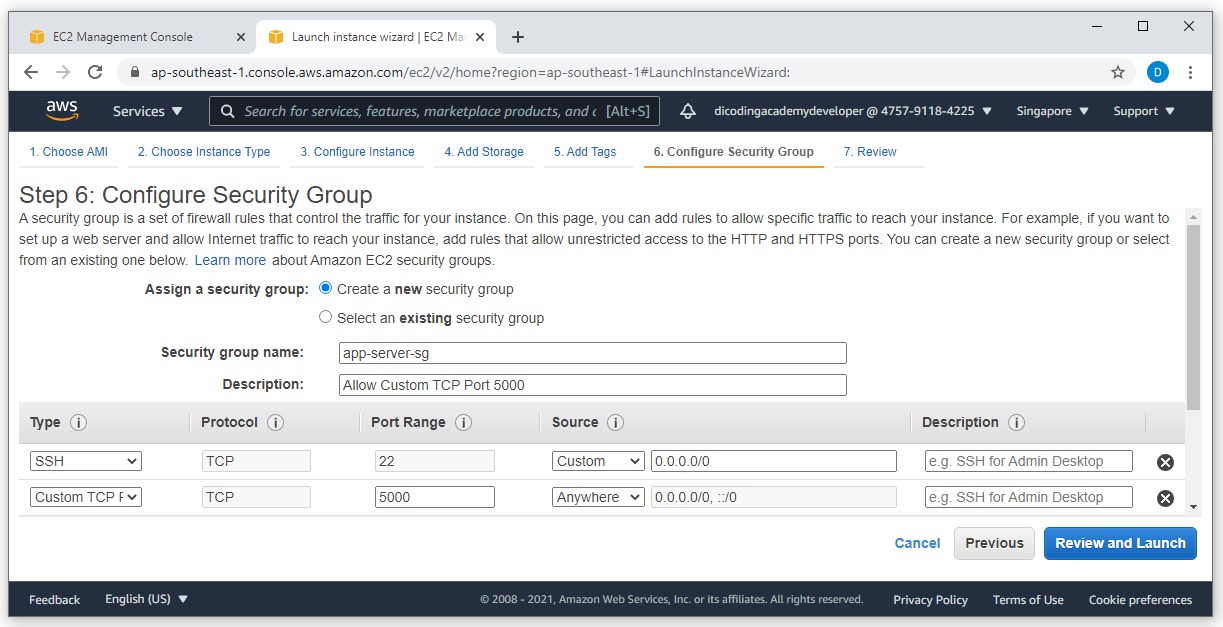 EC2 Management Console
Launch instance wizard | EC2 Ma
ap-southeast-1.console.aws.amazon.com/ec2/v2/home?region=ap-southeast-1#LaunchInstanceWizard:
D
aws
Services
Search for services, features, marketplace products, and c [Alt+S]
dicodingacademydeveloper @ 4757-9118-4225
Singapore
Support
1. Choose AMI 2. Choose Instance Type 3. Configure Instance 4. Add Storage 5. Add Tags 6. Configure Security Group 7. Review
Step 6: Configure Security Group
A security group is a set of firewall rules that control the traffic for your instance. On this page, you can add rules to allow specific traffic to reach your instance. For example, if you want to
set up a web server and allow Internet traffic to reach your instance, add rules that allow unrestricted access to the HTTP and HTTPS ports. You can create a new security group or select
from an existing one below. Learn more about Amazon EC2 security groups.
Assign a security group: Create a new security group
Select an existing security group
Security group name: app-server-sg
Description: Allow Custom TCP Port 5000
Type i Protocol i Port Range i Source i Description i
SSH TCP 22 Custom 0.0.0.0/0 e.g. SSH for Admin Desktop
Custom TCP F TCP 5000 Anywhere 0.0.0.0/0, ::/0 e.g. SSH for Admin Desktop
Cancel Previous Review and Launch
Feedback English (US) © 2008 - 2021, Amazon Web Services, Inc. or its affiliates. All rights reserved. Privacy Policy Terms of Use Cookie preferences